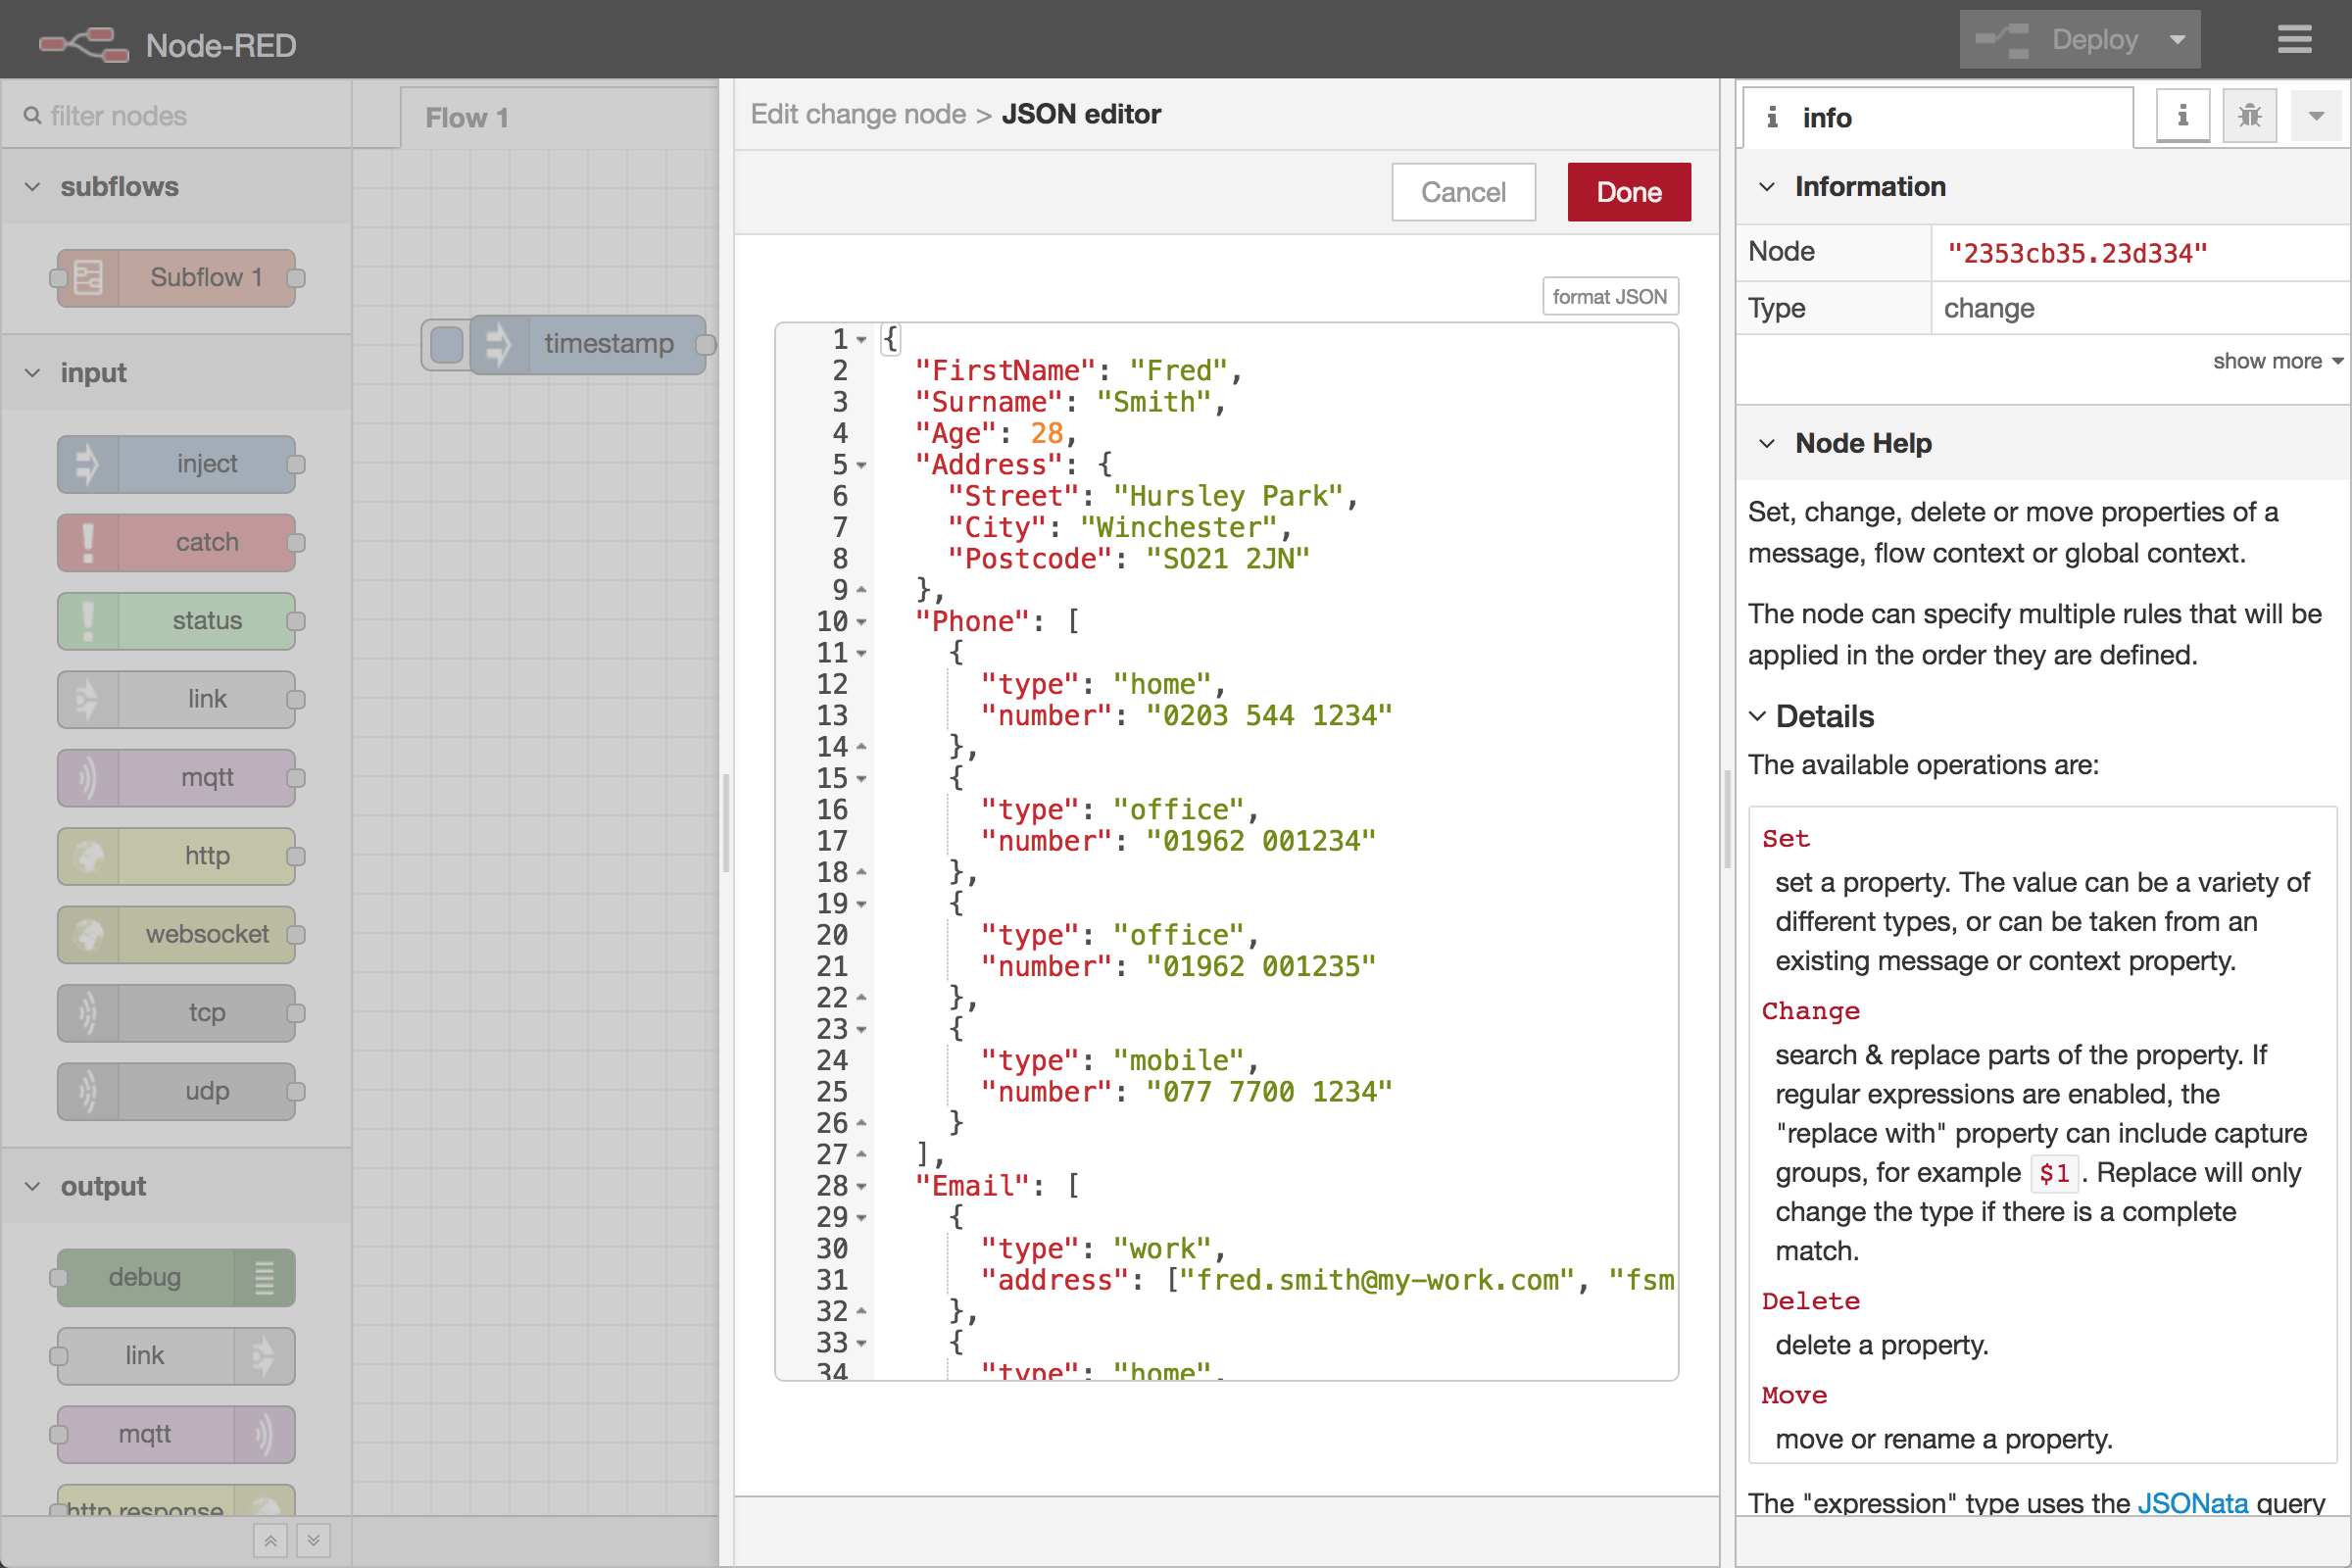 Node-RED
Deploy
filter nodes
subflows
Subflow 1
input
inject
catch
status
link
mqtt
http
websocket
tcp
udp
output
debug
link
mqtt
http response
Flow 1
timestamp
Edit change node > JSON editor
Cancel
Done
format JSON
1 {
2 "FirstName": "Fred",
3 "Surname": "Smith",
4 "Age": 28,
5 "Address": {
6 "Street": "Hursley Park",
7 "City": "Winchester",
8 "Postcode": "SO21 2JN"
9 },
10 "Phone": [
11 {
12 "type": "home",
13 "number": "0203 544 1234"
14 },
15 {
16 "type": "office",
17 "number": "01962 001234"
18 },
19 {
20 "type": "office",
21 "number": "01962 001235"
22 },
23 {
24 "type": "mobile",
25 "number": "077 7700 1234"
26 }
27 ],
28 "Email": [
29 {
30 "type": "work",
31 "address": ["fred.smith@my-work.com", "fsm
32 },
33 {
34 "type": "home",
info
Information
Node "2353cb35.23d334"
Type change
show more
Node Help
Set, change, delete or move properties of a
message, flow context or global context.
The node can specify multiple rules that will be
applied in the order they are defined.
Details
The available operations are:
Set
set a property. The value can be a variety of
different types, or can be taken from an
existing message or context property.
Change
search & replace parts of the property. If
regular expressions are enabled, the
"replace with" property can include capture
groups, for example $1. Replace will only
change the type if there is a complete
match.
Delete
delete a property.
Move
move or rename a property.
The "expression" type uses the JSONata query